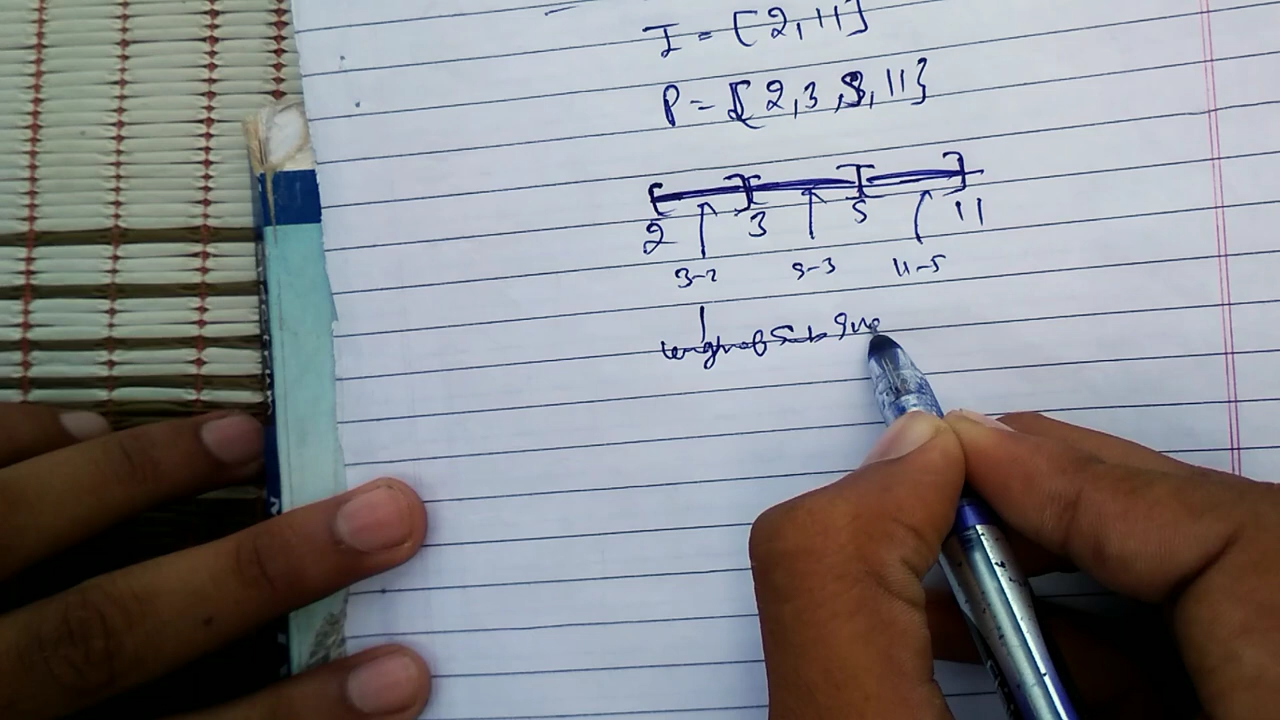 I = [2, 11]
P = {2, 3, 5, 11}
2 3 5 11
3-2 5-3 11-5
length of Sub